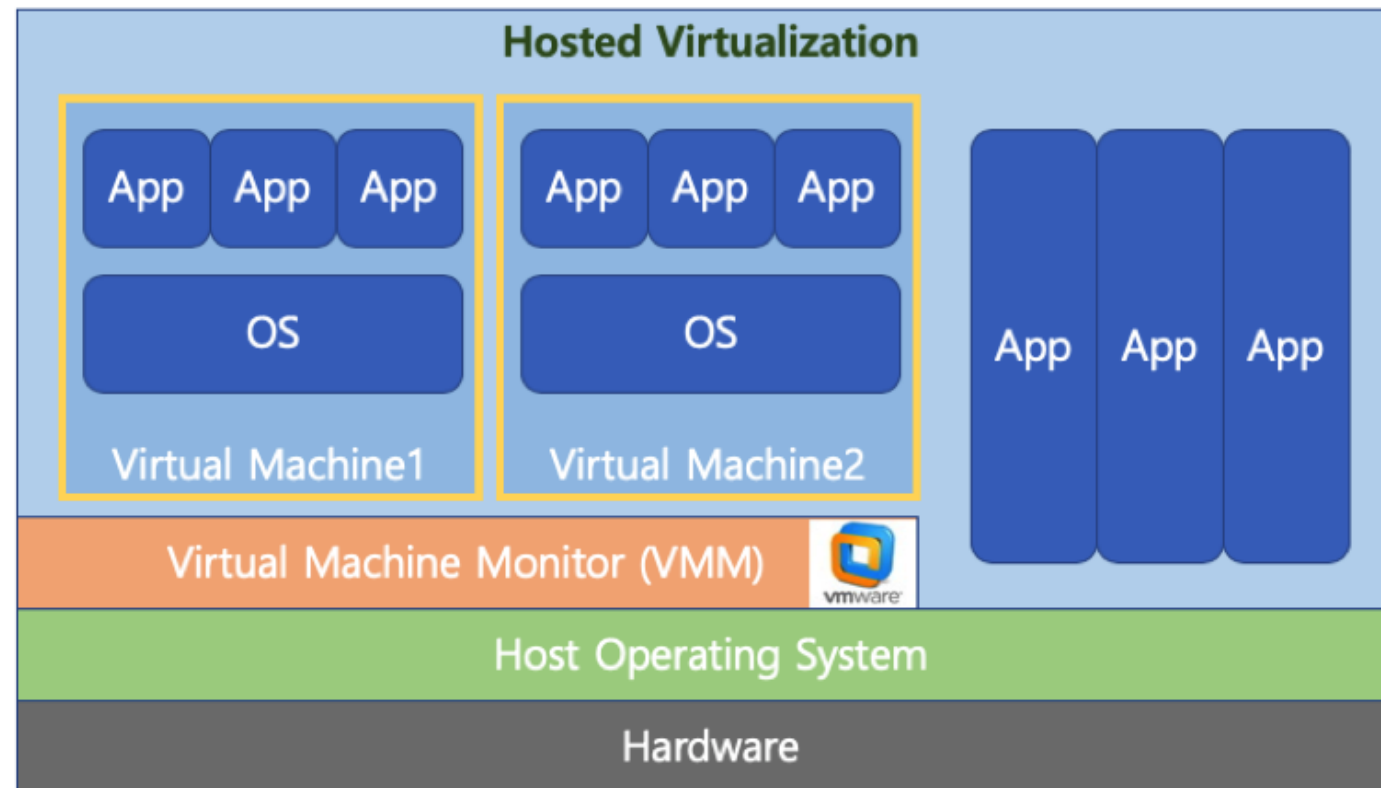 Hosted Virtualization
App App App
OS
Virtual Machine1
App App App
OS
Virtual Machine2
App App App
Virtual Machine Monitor (VMM)
vmware
Host Operating System
Hardware